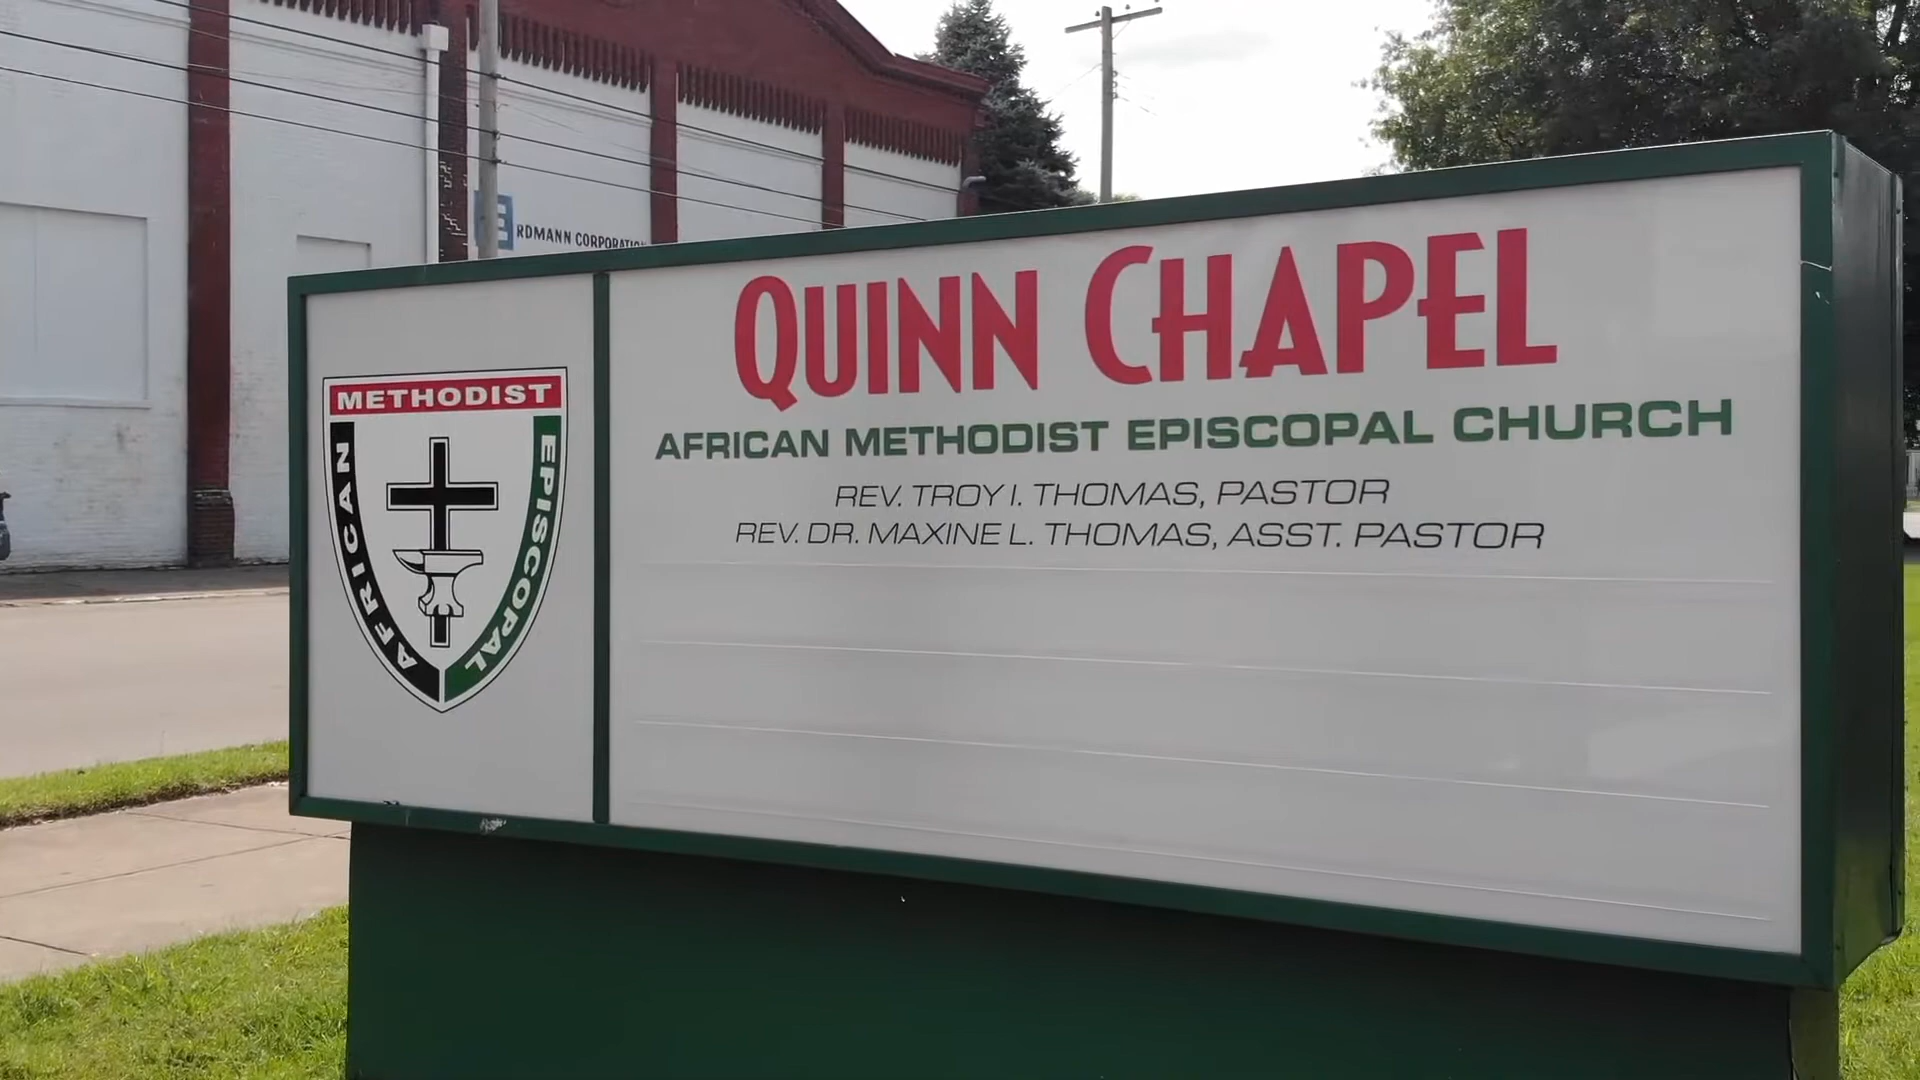 E
RDMANN CORPORATION
QUINN CHAPEL
AFRICAN METHODIST EPISCOPAL CHURCH
REV. TROY I. THOMAS, PASTOR
REV. DR. MAXINE L. THOMAS, ASST. PASTOR
METHODIST
AFRICAN
EPISCOPAL